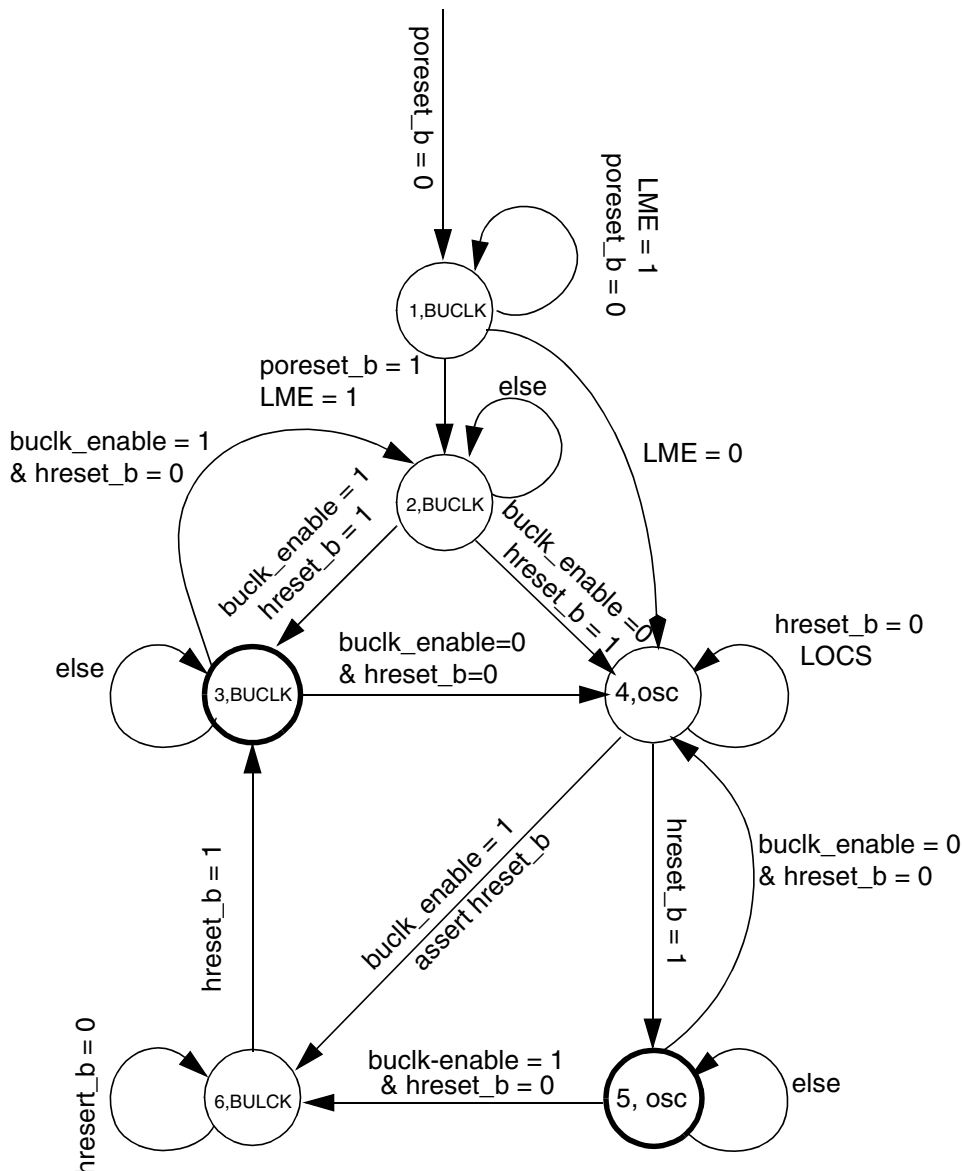 poreset_b = 0
LME = 1
poreset_b = 0
1,BUCLK
poreset_b = 1
LME = 1
else
buclk_enable = 1
& hreset_b = 0
LME = 0
2,BUCLK
buclk_enable = 1
hreset_b = 1
buclk_enable =0
hreset_b = 1
hreset_b = 0
LOCS
else
buclk_enable=0
& hreset_b=0
3,BUCLK
4,osc
hreset_b = 1
buclk_enable = 1
assert hreset_b
hreset_b = 1
buclk_enable = 0
& hreset_b = 0
hresert_b = 0
buclk-enable = 1
& hreset_b = 0
6,BULCK
5, osc
else